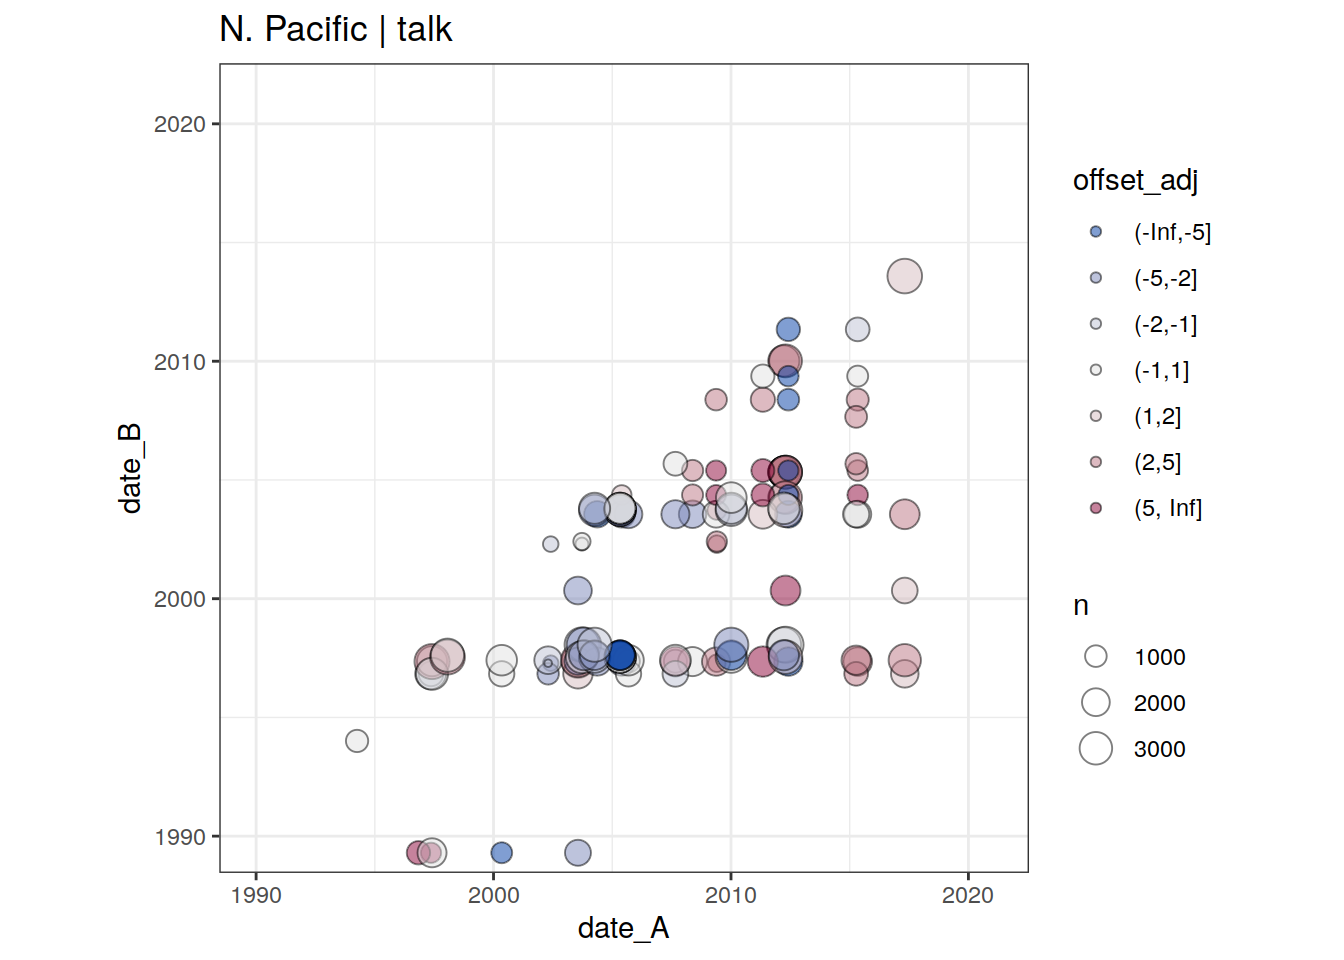 N. Pacific | talk
2020
2010
2000
1990
1990
2000
2010
2020
date_A
date_B
offset_adj
(-Inf,-5]
(-5,-2]
(-2,-1]
(-1,1]
(1,2]
(2,5]
(5, Inf]
n
1000
2000
3000